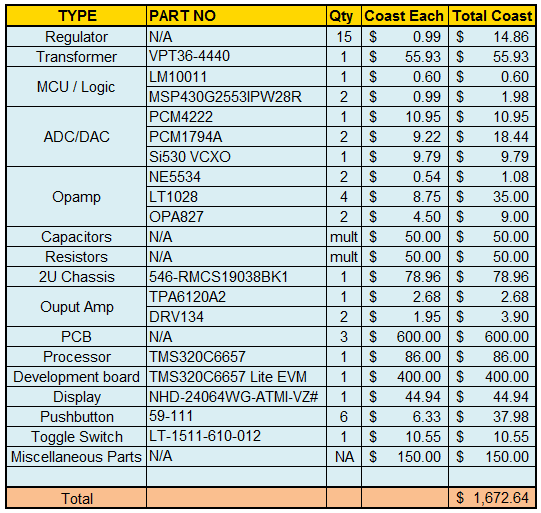 TYPE PART NO Qty Coast Each Total Coast
Regulator N/A 15 $ 0.99 $ 14.86
Transformer VPT36-4440 1 $ 55.93 $ 55.93
MCU / Logic LM10011 1 $ 0.60 $ 0.60
MSP430G2553IPW28R 2 $ 0.99 $ 1.98
ADC/DAC PCM4222 1 $ 10.95 $ 10.95
PCM1794A 2 $ 9.22 $ 18.44
Si530 VCXO 1 $ 9.79 $ 9.79
Opamp NE5534 2 $ 0.54 $ 1.08
LT1028 4 $ 8.75 $ 35.00
OPA827 2 $ 4.50 $ 9.00
Capacitors N/A mult $ 50.00 $ 50.00
Resistors N/A mult $ 50.00 $ 50.00
2U Chassis 546-RMCS19038BK1 1 $ 78.96 $ 78.96
Ouput Amp TPA6120A2 1 $ 2.68 $ 2.68
DRV134 2 $ 1.95 $ 3.90
PCB N/A 3 $ 600.00 $ 600.00
Processor TMS320C6657 1 $ 86.00 $ 86.00
Development board TMS320C6657 Lite EVM 1 $ 400.00 $ 400.00
Display NHD-24064WG-ATMI-VZ# 1 $ 44.94 $ 44.94
Pushbutton 59-111 6 $ 6.33 $ 37.98
Toggle Switch LT-1511-610-012 1 $ 10.55 $ 10.55
Miscellaneous Parts N/A NA $ 150.00 $ 150.00
Total $ 1,672.64